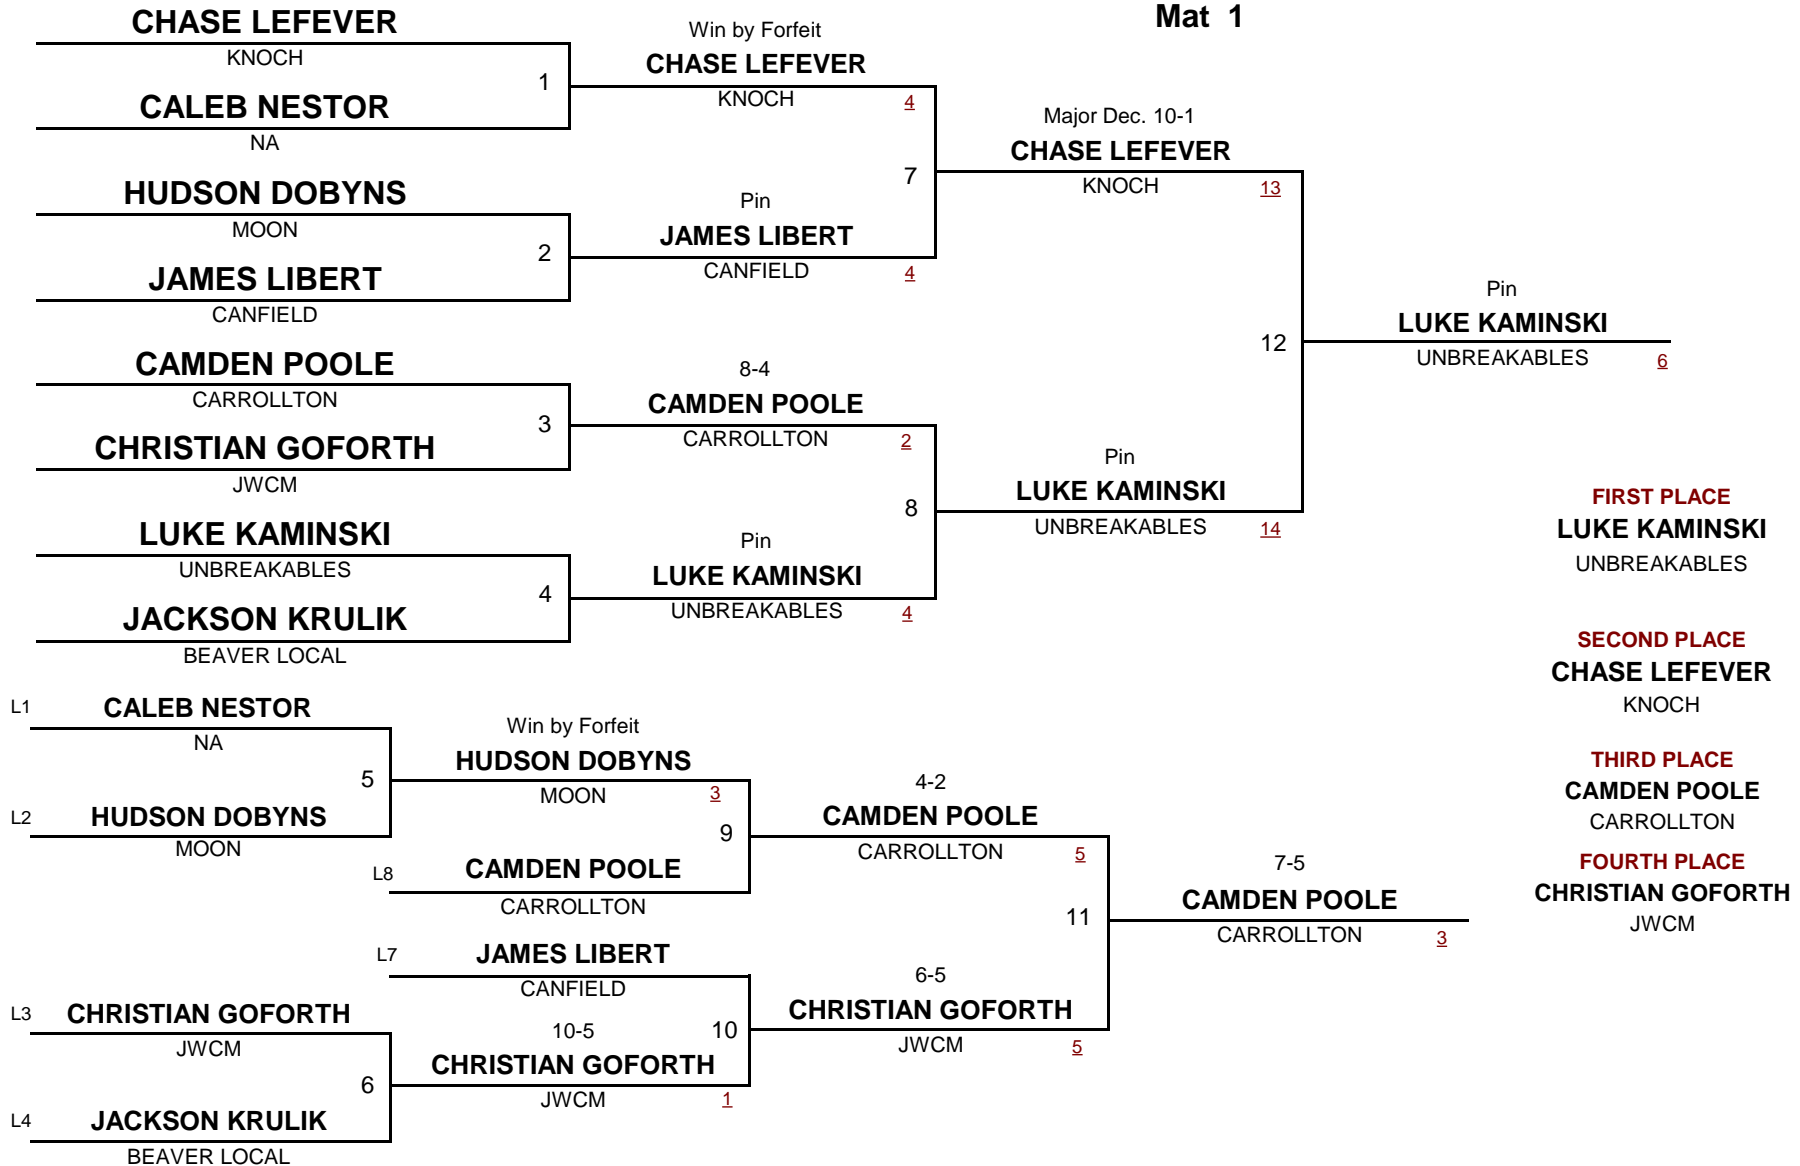 Mat 1
CHASE LEFEVER
KNOCH
1
CALEB NESTOR
NA
HUDSON DOBYNS
MOON
2
JAMES LIBERT
CANFIELD
CAMDEN POOLE
CARROLLTON
3
CHRISTIAN GOFORTH
JWCM
LUKE KAMINSKI
UNBREAKABLES
4
JACKSON KRULIK
BEAVER LOCAL
Win by Forfeit
CHASE LEFEVER
KNOCH 4
7
Pin
JAMES LIBERT
CANFIELD 4
8-4
CAMDEN POOLE
CARROLLTON 2
8
Pin
LUKE KAMINSKI
UNBREAKABLES 4
Major Dec. 10-1
CHASE LEFEVER
KNOCH 13
12
Pin
LUKE KAMINSKI
UNBREAKABLES 14
Pin
LUKE KAMINSKI
UNBREAKABLES 6
FIRST PLACE
LUKE KAMINSKI
UNBREAKABLES
SECOND PLACE
CHASE LEFEVER
KNOCH
THIRD PLACE
CAMDEN POOLE
CARROLLTON
FOURTH PLACE
CHRISTIAN GOFORTH
JWCM
L1 CALEB NESTOR
NA
5
L2 HUDSON DOBYNS
MOON
L3 CHRISTIAN GOFORTH
JWCM
6
L4 JACKSON KRULIK
BEAVER LOCAL
Win by Forfeit
HUDSON DOBYNS
MOON 3
9
L8 CAMDEN POOLE
CARROLLTON
L7 JAMES LIBERT
CANFIELD
10-5 10
CHRISTIAN GOFORTH
JWCM 1
4-2
CAMDEN POOLE
CARROLLTON 5
11
6-5
CHRISTIAN GOFORTH
JWCM 5
7-5
CAMDEN POOLE
CARROLLTON 3